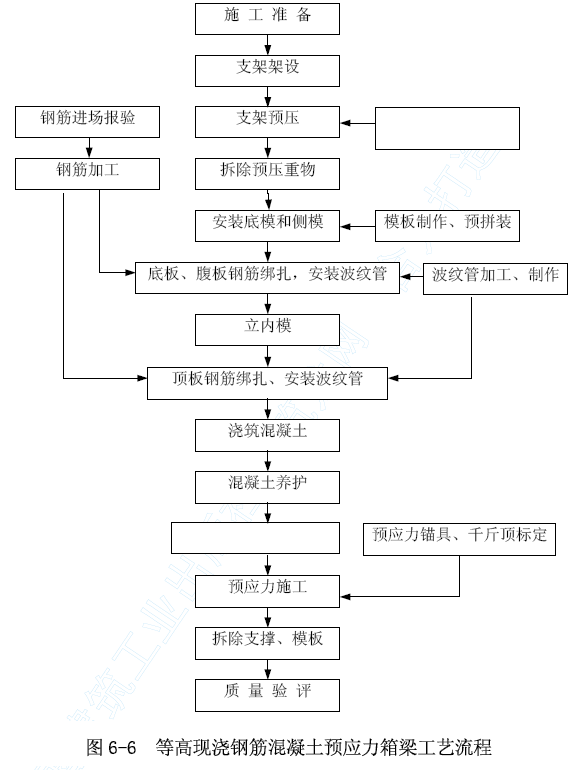 施 工 准 备
支架架设
钢筋进场报验
支架预压
钢筋加工
拆除预压重物
安装底模和侧模
模板制作、预拼装
底板、腹板钢筋绑扎，安装波纹管
波纹管加工、制作
立内模
顶板钢筋绑扎、安装波纹管
浇筑混凝土
混凝土养护
预应力锚具、千斤顶标定
预应力施工
拆除支撑、模板
质 量 验 评
图 6-6 等高现浇钢筋混凝土预应力箱梁工艺流程